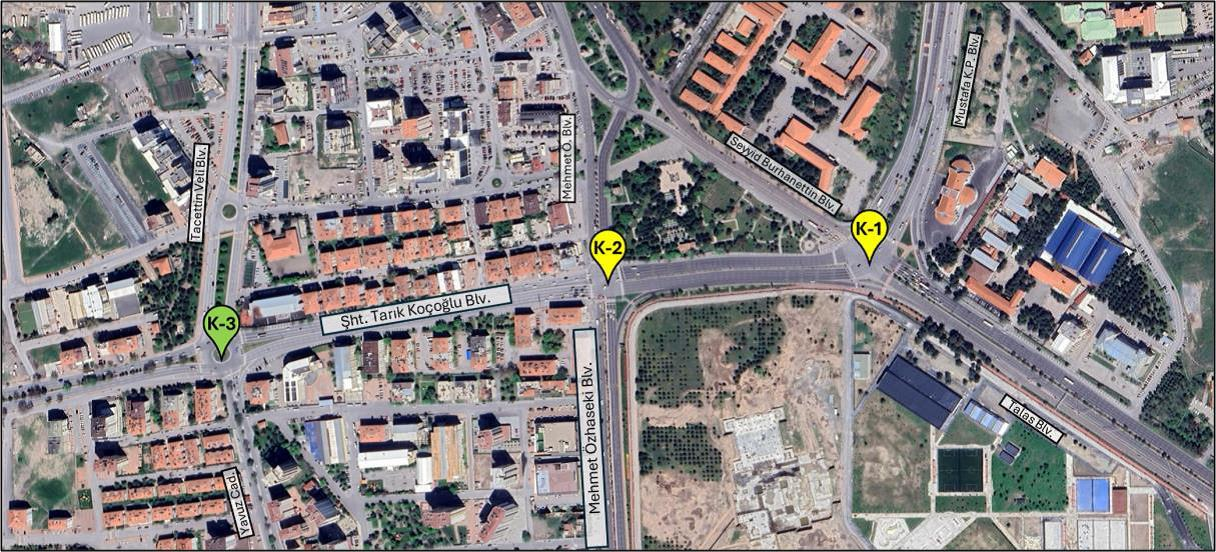 Mustafa K.P. Blv.
Seyyid Burhanettin Blv.
Mehmet Ö. Blv.
Tacettin Veli Blv.
K-1
K-2
K-3
Şht. Tarık Koçoğlu Blv.
Mehmet Özhaseki Blv.
Talas Blv.
Yavuz Cad.